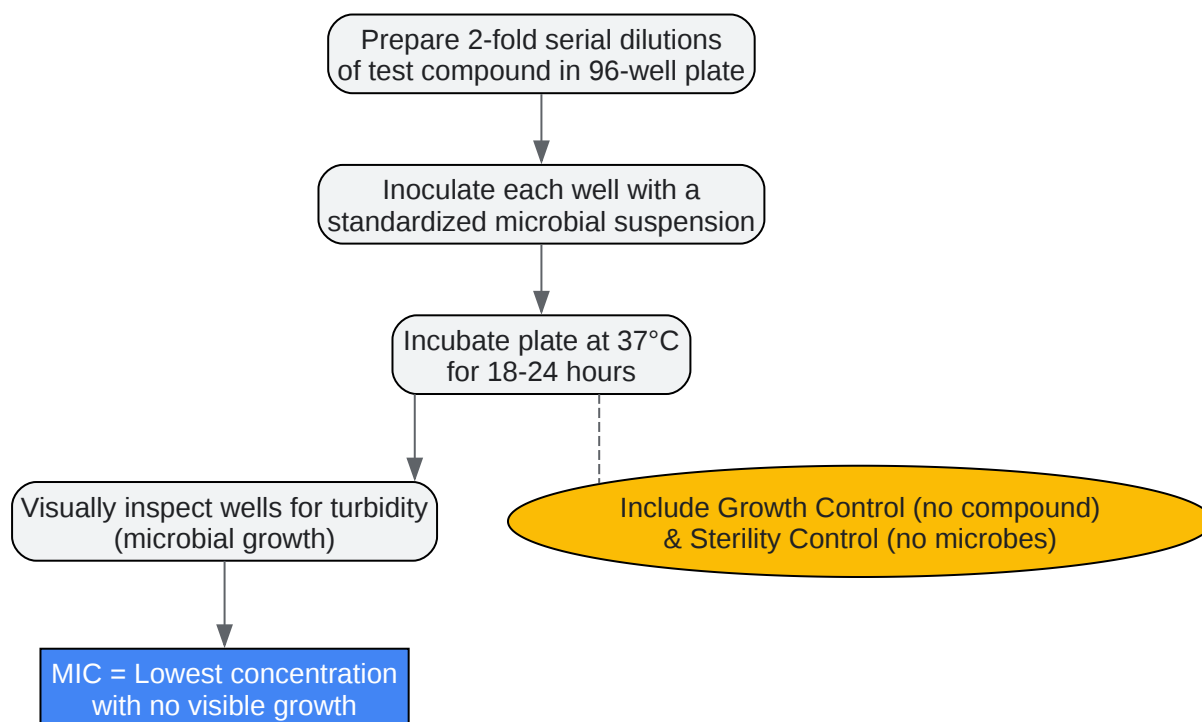 Prepare 2-fold serial dilutions
of test compound in 96-well plate
Inoculate each well with a
standardized microbial suspension
Incubate plate at 37°C
for 18-24 hours
Visually inspect wells for turbidity
(microbial growth)
Include Growth Control (no compound)
& Sterility Control (no microbes)
MIC = Lowest concentration
with no visible growth